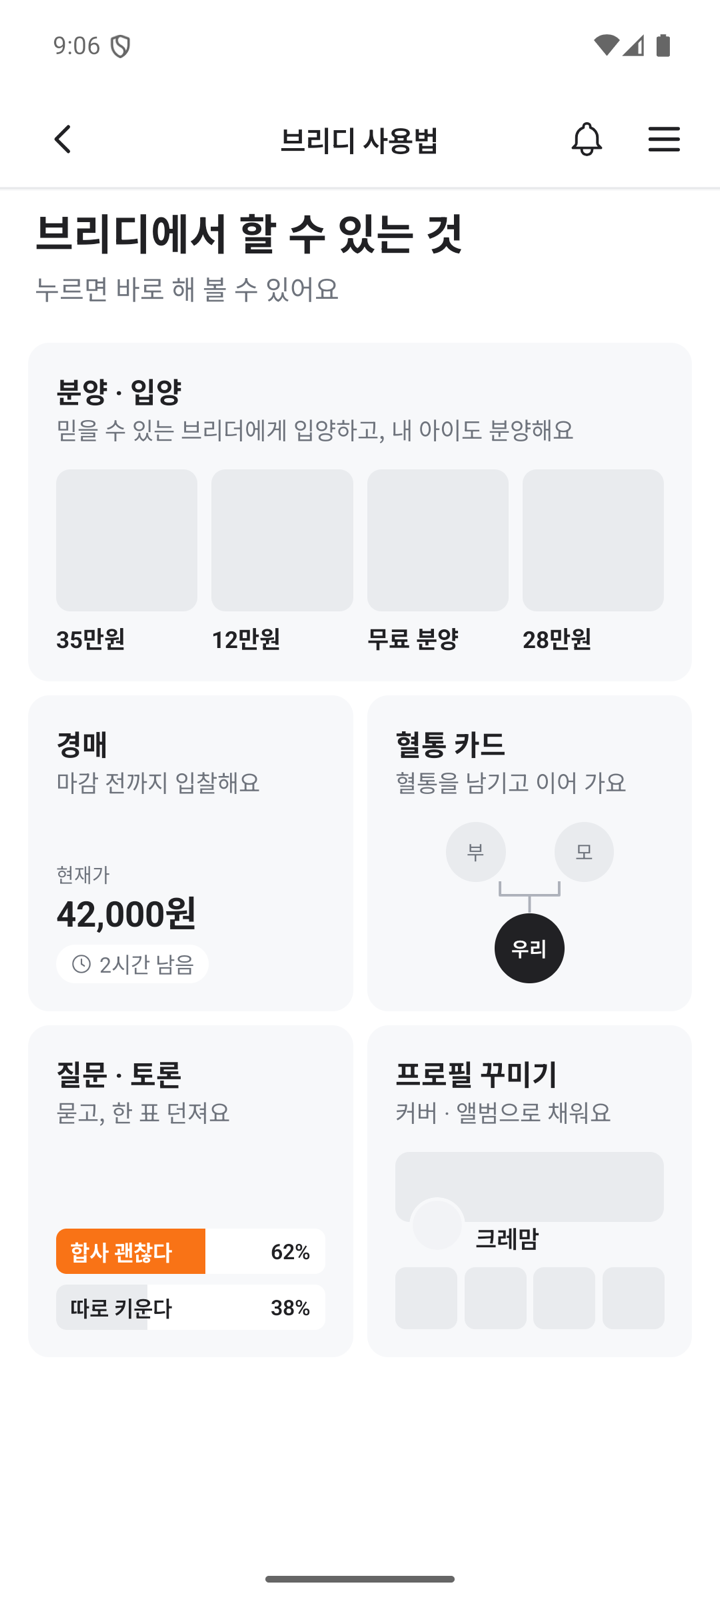 9:06
브리디 사용법
브리디에서 할 수 있는 것
누르면 바로 해 볼 수 있어요
분양 · 입양
믿을 수 있는 브리더에게 입양하고, 내 아이도 분양해요
35만원 12만원 무료 분양 28만원
경매
마감 전까지 입찰해요
현재가
42,000원
2시간 남음
혈통 카드
혈통을 남기고 이어 가요
부 모
우리
질문 · 토론
묻고, 한 표 던져요
합사 괜찮다 62%
따로 키운다 38%
프로필 꾸미기
커버 · 앨범으로 채워요
크레맘